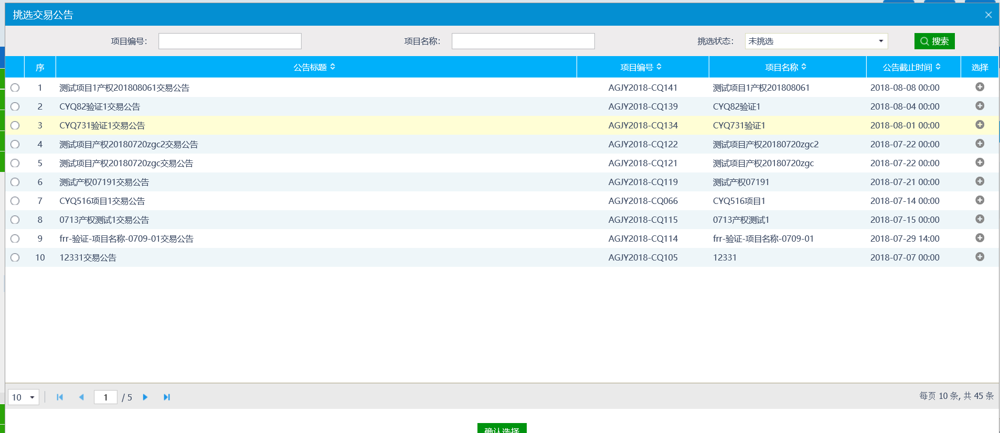 挑选交易公告
项目编号： 项目名称： 挑选状态： 未挑选 搜索
序 公告标题 项目编号 项目名称 公告截止时间 选择
1 测试项目1产权201808061交易公告 AGJY2018-CQ141 测试项目1产权201808061 2018-08-08 00:00
2 CYQ82验证1交易公告 AGJY2018-CQ139 CYQ82验证1 2018-08-04 00:00
3 CYQ731验证1交易公告 AGJY2018-CQ134 CYQ731验证1 2018-08-01 00:00
4 测试项目产权20180720zgc2交易公告 AGJY2018-CQ122 测试项目产权20180720zgc2 2018-07-22 00:00
5 测试项目产权20180720zgc交易公告 AGJY2018-CQ121 测试项目产权20180720zgc 2018-07-22 00:00
6 测试产权07191交易公告 AGJY2018-CQ119 测试产权07191 2018-07-21 00:00
7 CYQ516项目1交易公告 AGJY2018-CQ066 CYQ516项目1 2018-07-14 00:00
8 0713产权测试1交易公告 AGJY2018-CQ115 0713产权测试1 2018-07-15 00:00
9 frr-验证-项目名称-0709-01交易公告 AGJY2018-CQ114 frr-验证-项目名称-0709-01 2018-07-29 14:00
10 12331交易公告 AGJY2018-CQ105 12331 2018-07-07 00:00
10 1 / 5 每页 10 条, 共 45 条
确认选择